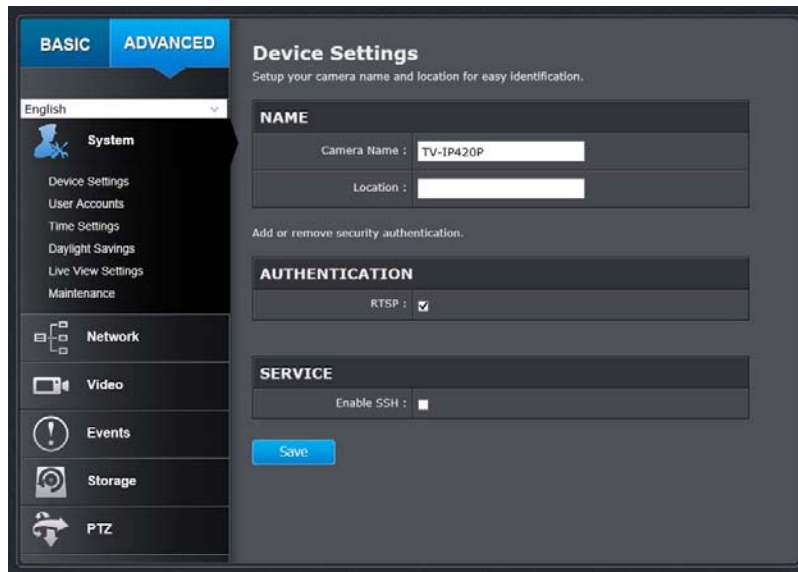 BASIC
ADVANCED
English
System
Device Settings
User Accounts
Time Settings
Daylight Savings
Live View Settings
Maintenance
Network
Video
Events
Storage
PTZ
Device Settings
Setup your camera name and location for easy identification.
NAME
Camera Name : TV-IP420P
Location :
Add or remove security authentication.
AUTHENTICATION
RTSP :
SERVICE
Enable SSH :
Save